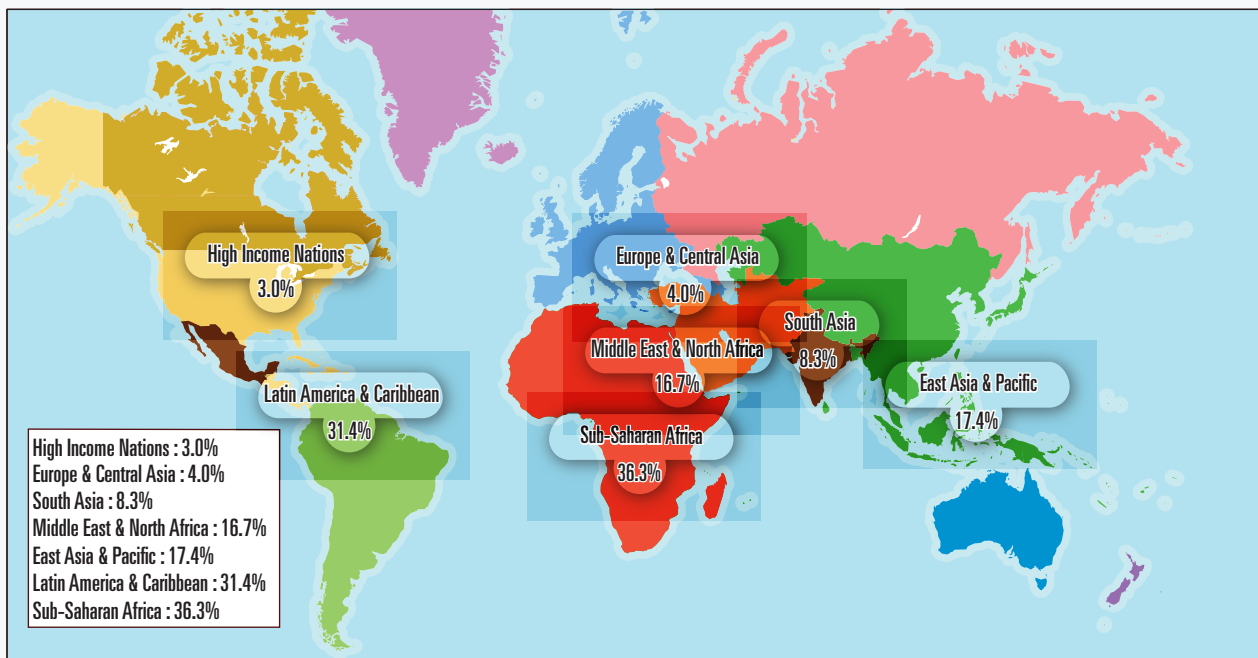 High Income Nations
3.0%
Europe & Central Asia
4.0%
South Asia
8.3%
Middle East & North Africa
16.7%
East Asia & Pacific
17.4%
Latin America & Caribbean
31.4%
Sub-Saharan Africa
36.3%
High Income Nations : 3.0%
Europe & Central Asia : 4.0%
South Asia : 8.3%
Middle East & North Africa : 16.7%
East Asia & Pacific : 17.4%
Latin America & Caribbean : 31.4%
Sub-Saharan Africa : 36.3%